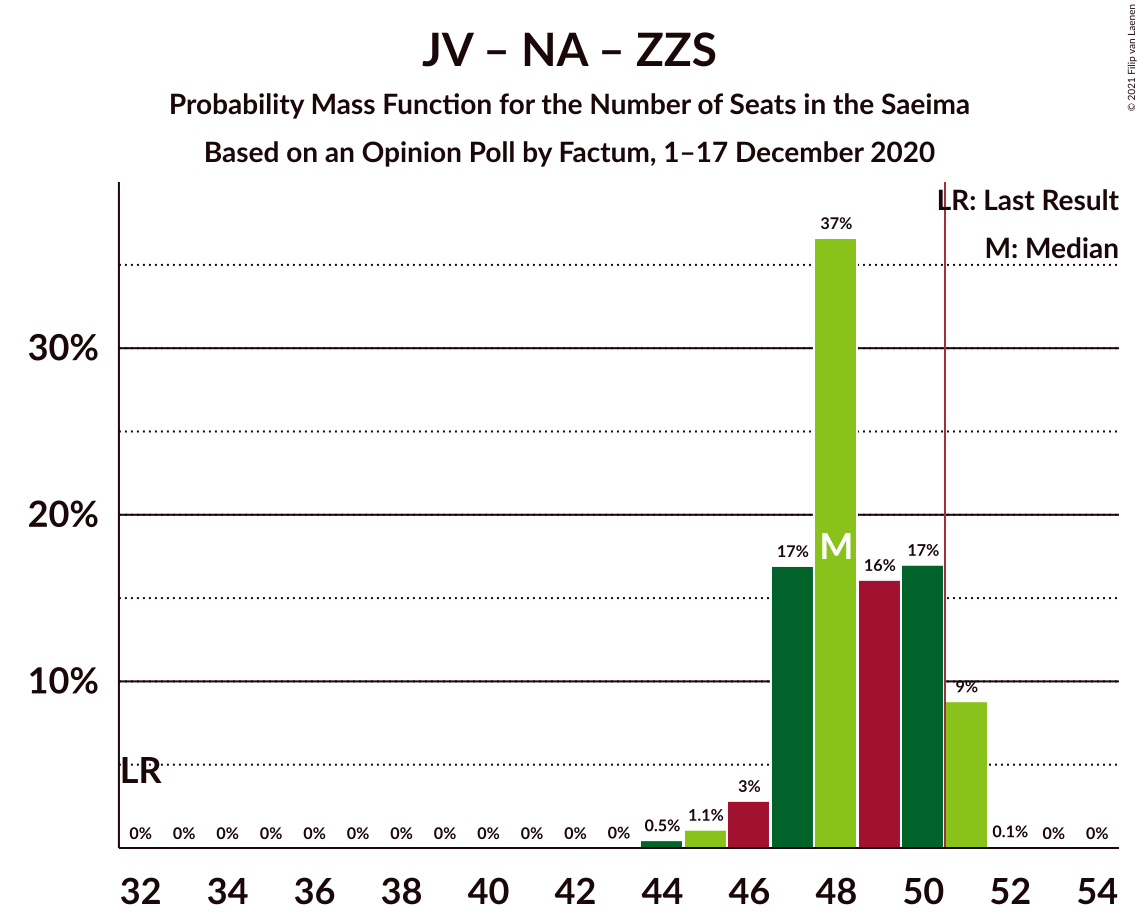 JV – NA – ZZS
Probability Mass Function for the Number of Seats in the Saeima
Based on an Opinion Poll by Factum, 1–17 December 2020
© 2021 Filip van Laenen
LR: Last Result
M: Median
30%
20%
10%
LR
M
0% 0% 0% 0% 0% 0% 0% 0% 0% 0% 0% 0% 0.5% 1.1% 3% 17% 37% 16% 17% 9% 0.1% 0% 0%
32 34 36 38 40 42 44 46 48 50 52 54